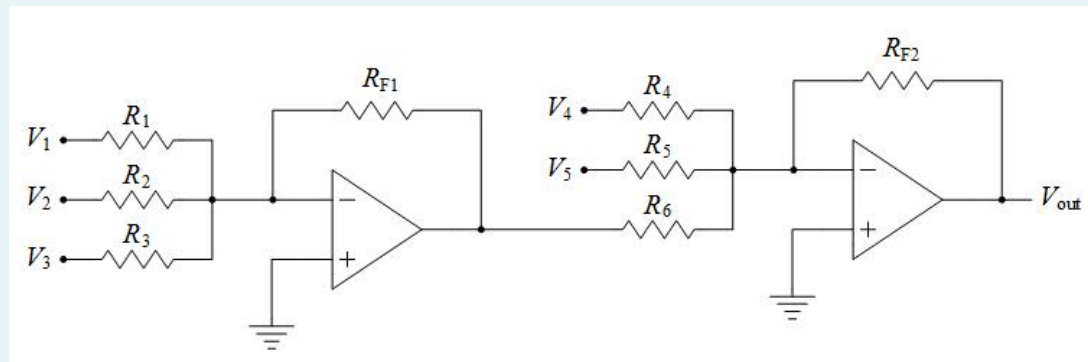 R_F2
R_F1
R_4
V_4
R_1
V_1
R_5
V_5
R_2
V_2
V_out
R_6
R_3
V_3
−
+
−
+